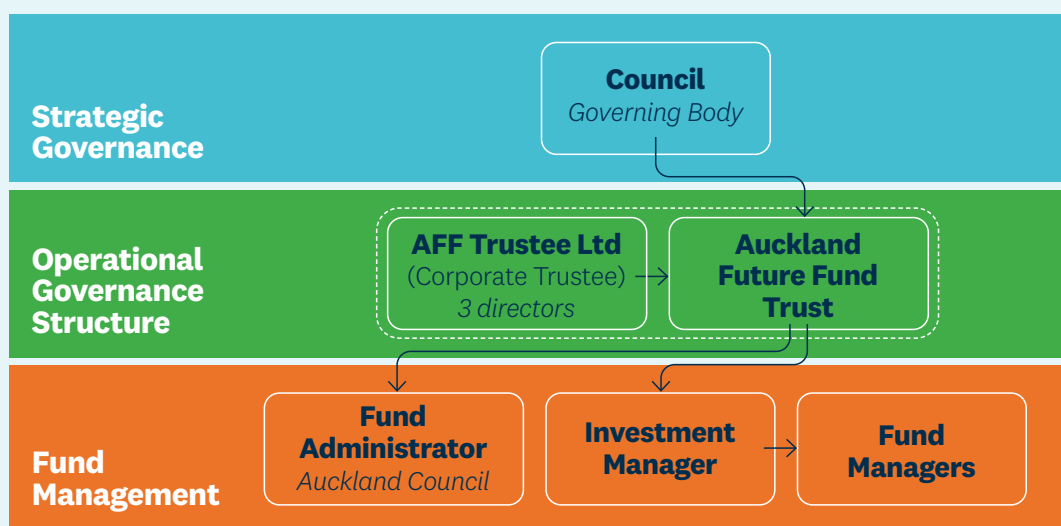 Strategic
Governance
Council
Governing Body
Operational
Governance
Structure
AFF Trustee Ltd
(Corporate Trustee)
3 directors
Auckland
Future Fund
Trust
Fund
Management
Fund
Administrator
Auckland Council
Investment
Manager
Fund
Managers